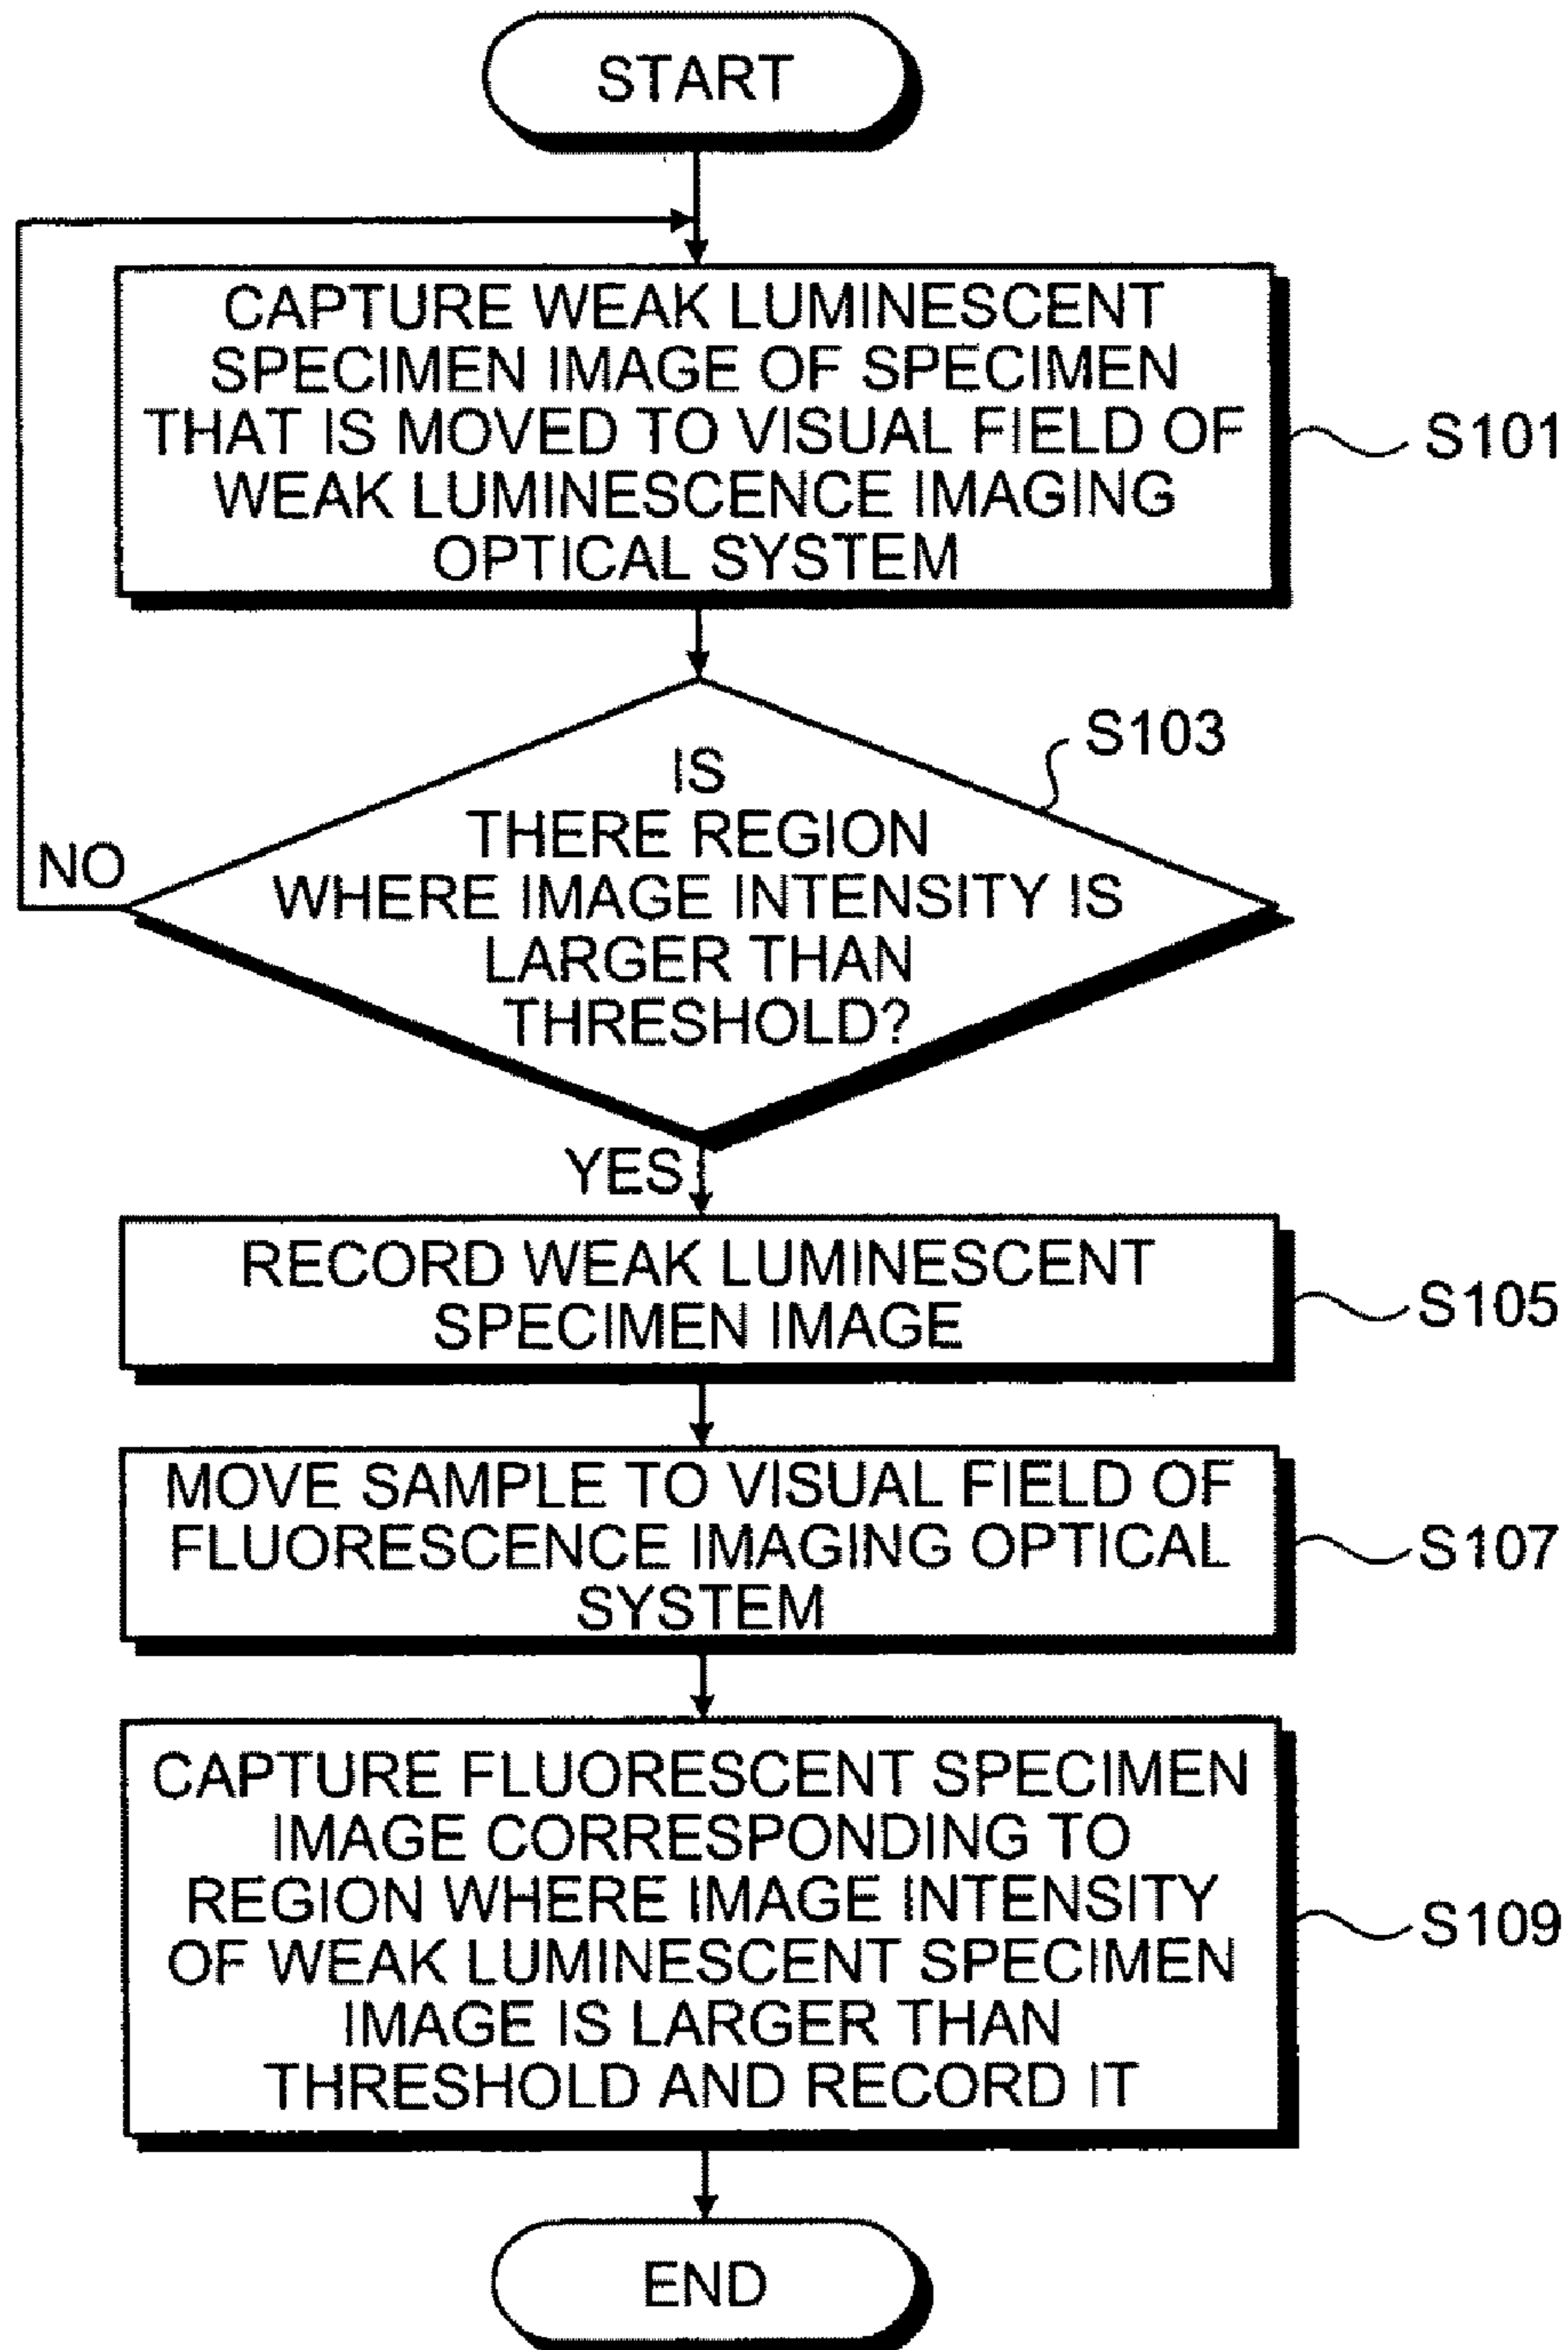 START
CAPTURE WEAK LUMINESCENT
SPECIMEN IMAGE OF SPECIMEN
THAT IS MOVED TO VISUAL FIELD OF
WEAK LUMINESCENCE IMAGING
OPTICAL SYSTEM
S101
S103
IS
THERE REGION
WHERE IMAGE INTENSITY IS
LARGER THAN
THRESHOLD?
NO
YES
RECORD WEAK LUMINESCENT
SPECIMEN IMAGE
S105
MOVE SAMPLE TO VISUAL FIELD OF
FLUORESCENCE IMAGING OPTICAL
SYSTEM
S107
CAPTURE FLUORESCENT SPECIMEN
IMAGE CORRESPONDING TO
REGION WHERE IMAGE INTENSITY
OF WEAK LUMINESCENT SPECIMEN
IMAGE IS LARGER THAN
THRESHOLD AND RECORD IT
S109
END